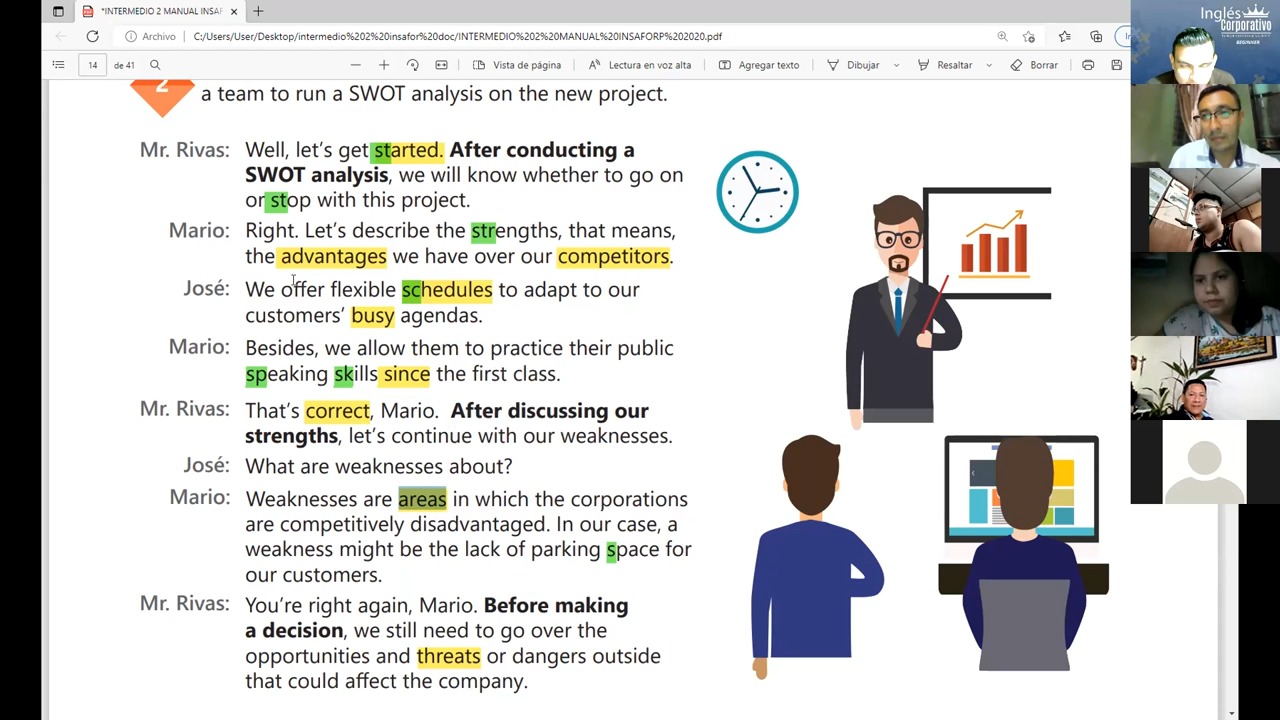 *INTERMEDIO 2 MANUAL INSAF
Archivo
C:/Users/User/Desktop/intermedio%202%20insafor%20doc/INTERMEDIO%202%20MANUAL%20INSAFORP%202020.pdf
14 de 41
Vista de página
Lectura en voz alta
Agregar texto
Dibujar
Resaltar
Borrar
Inglés
Corporativo
BEGINNER
2
a team to run a SWOT analysis on the new project.
Mr. Rivas: Well, let's get started. After conducting a
SWOT analysis, we will know whether to go on
or stop with this project.
Mario: Right. Let's describe the strengths, that means,
the advantages we have over our competitors.
José: We offer flexible schedules to adapt to our
customers' busy agendas.
Mario: Besides, we allow them to practice their public
speaking skills since the first class.
Mr. Rivas: That's correct, Mario. After discussing our
strengths, let's continue with our weaknesses.
José: What are weaknesses about?
Mario: Weaknesses are areas in which the corporations
are competitively disadvantaged. In our case, a
weakness might be the lack of parking space for
our customers.
Mr. Rivas: You're right again, Mario. Before making
a decision, we still need to go over the
opportunities and threats or dangers outside
that could affect the company.